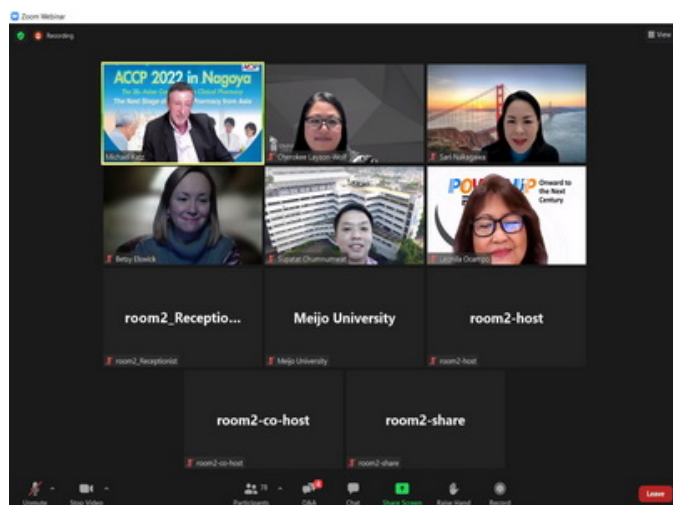 Zoom Webinar
Recording
View
ACCP 2022 in Nagoya
Michael Katz
Cherokee Layson-Wolf
Sari Nakagawa
POW
Onward to
the Next
Century
Betsy Elswick
Supatat Chumnumwat
Leonila Ocampo
room2_Receptio...
Meijo University
room2-host
room2_Receptionist
Meijo University
room2-host
room2-co-host
room2-share
room2-co-host
room2-share
Unmute
Stop Video
78
Participants
4
Q&A
Chat
Share Screen
Raise Hand
Record
Leave